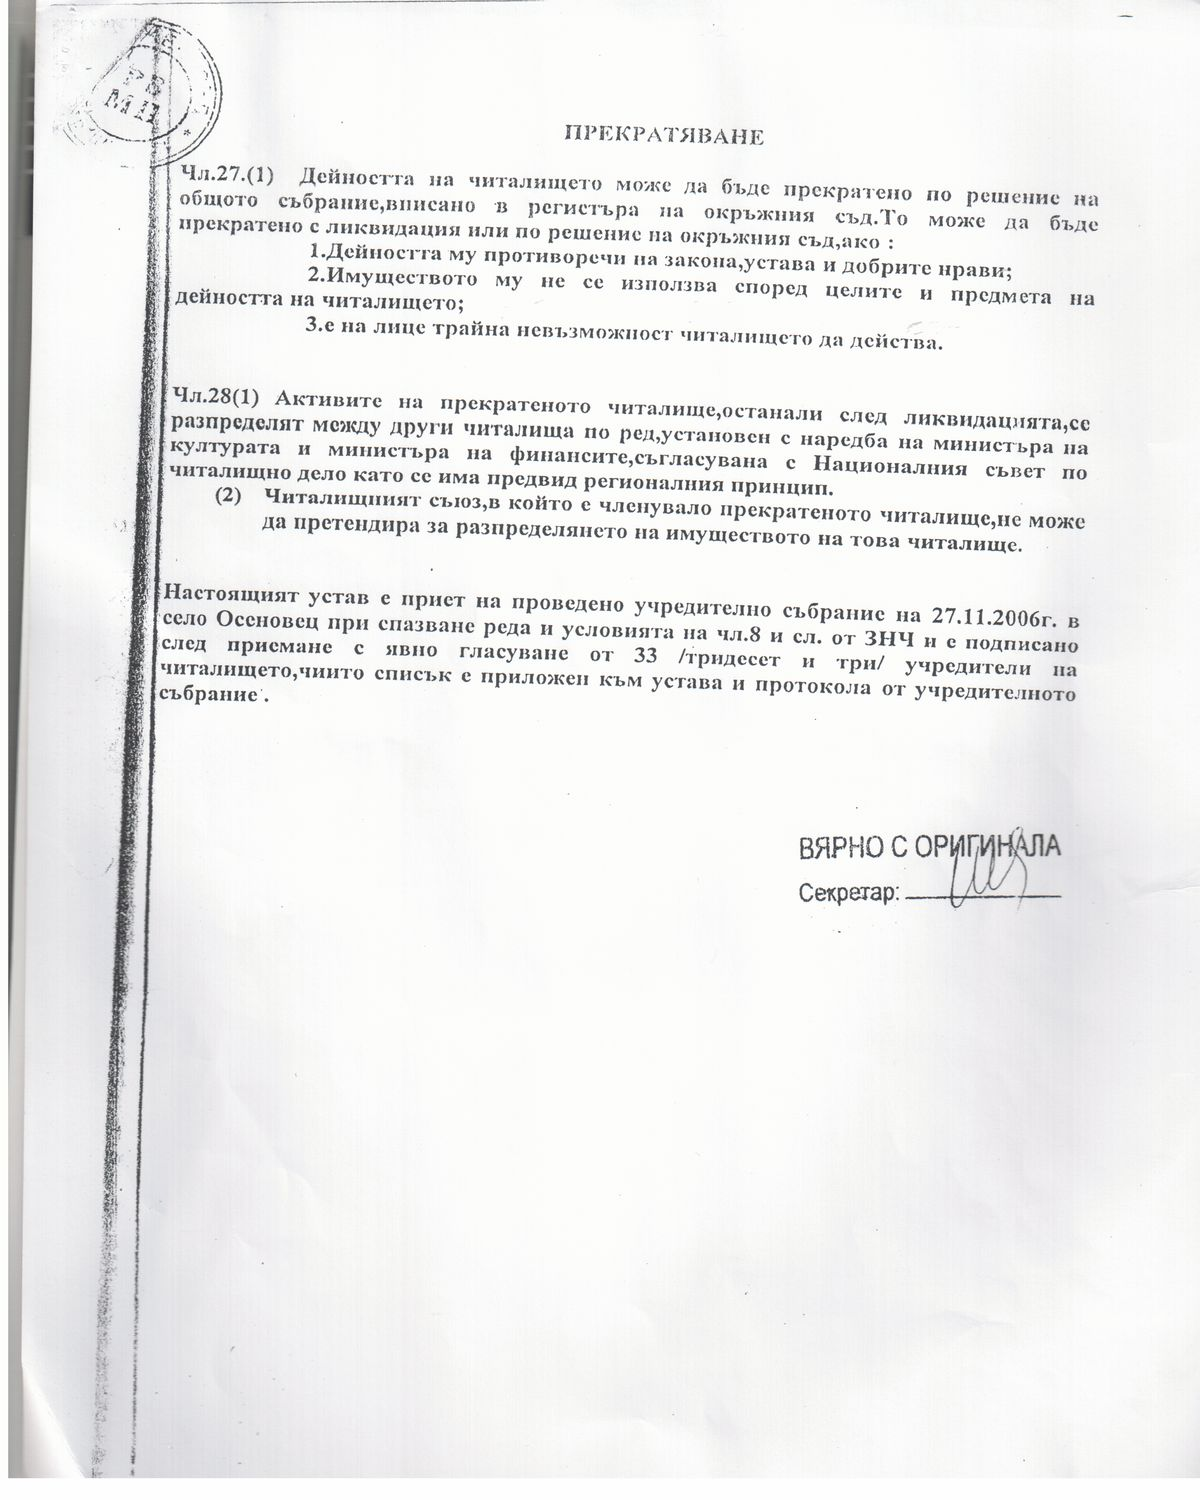 ПРЕКРАТЯВАНЕ
Чл.27.(1) Дейността на читалището може да бъде прекратено по решение на
общото събрание,вписано в регистъра на окръжния съд.То може да бъде
прекратено с ликвидация или по решение на окръжния съд,ако :
1.Дейността му противоречи на закона,устава и добрите нрави;
2.Имуществото му не се използва според целите и предмета на
дейността на читалището;
3.е на лице трайна невъзможност читалището да действа.
Чл.28(1) Активите на прекратеното читалище,останали след ликвидацията,се
разпределят между други читалища по ред,установен с наредба на министъра на
културата и министъра на финансите,съгласувана с Националния съвет по
читалищно дело като се има предвид регионалния принцип.
(2) Читалищният съюз,в който е членувало прекратеното читалище,не може
да претендира за разпределянето на имуществото на това читалище.
Настоящият устав е приет на проведено учредително събрание на 27.11.2006г. в
село Осеновец при спазване реда и условията на чл.8 и сл. от ЗНЧ и е подписано
след приемане с явно гласуване от 33 /тридесет и три/ учредители на
читалището,чиито списък е приложен към устава и протокола от учредителното
събрание .
ВЯРНО С ОРИГИНАЛА
Секретар: